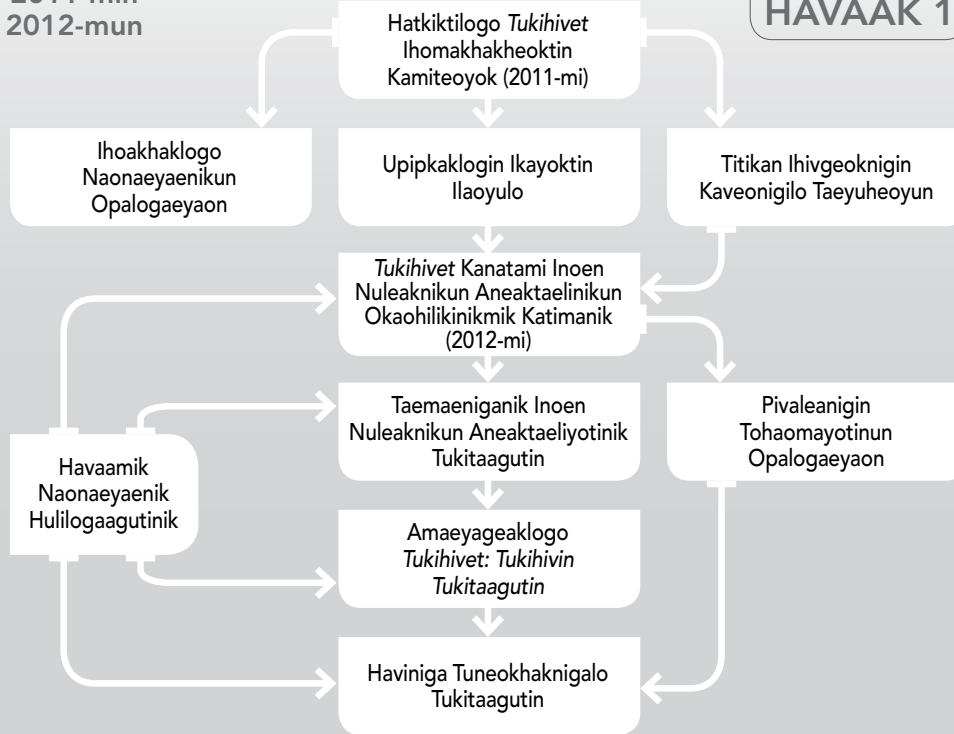 2012-mun
HAVAAK 1
Hatkiktilogo Tukihivet
Ihomakhakheoktin
Kamiteoyok (2011-mi)
Ihoakhaklogo
Naonaeyaenikun
Opalogaeyaon
Upipkaklogin Ikayoktin
Ilaoyulo
Titikan Ihivgeoknigin
Kaveonigilo Taeyuheoyun
Tukihivet Kanatami Inoen
Nuleaknikun Aneaktaelinikun
Okaohilikinikmik Katimanik
(2012-mi)
Taemaeniganik Inoen
Nuleaknikun Aneaktaeliyotinik
Tukitaagutin
Pivaleanigin
Tohaomayotinun
Opalogaeyaon
Havaamik
Naonaeyaenik
Hulilogaagutinik
Amaeyageaklogo
Tukihivet: Tukihivin
Tukitaagutin
Haviniga Tuneokhaknigalo
Tukitaagutin